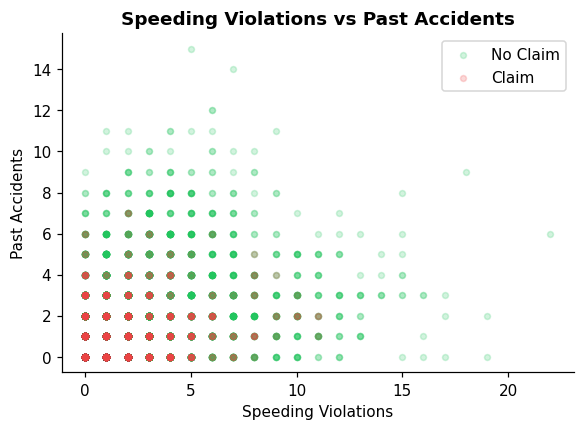 Speeding Violations vs Past Accidents
No Claim
Claim
Past Accidents
14
12
10
8
6
4
2
0
0 5 10 15 20
Speeding Violations